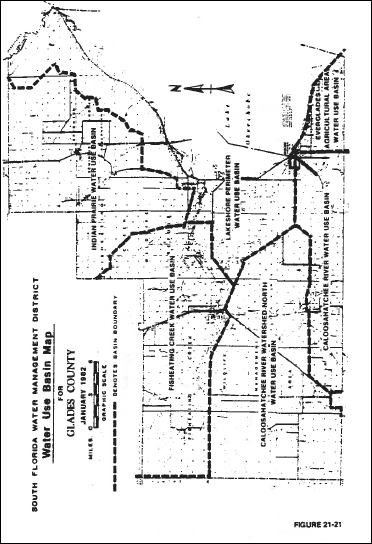 SOUTH FLORIDA WATER MANAGEMENT DISTRICT
Water Use Basin Map
FOR
GLADES COUNTY
JANUARY 1982
MILES
GRAPHIC SCALE
DENOTES BASIN BOUNDARY
INDIAN PRAIRIE WATER USE BASIN
N
FISHEATING CREEK WATER USE BASIN
LAKESHORE PERIMETER
WATER USE BASIN
Lake
Okeechobee
EVERGLADES
AGRICULTURAL AREA
WATER USE BASIN
CALOOSAHATCHEE RIVER WATERSHED-NORTH
WATER USE BASIN
CALOOSAHATCHEE RIVER WATER USE BASIN
FIGURE 21-21